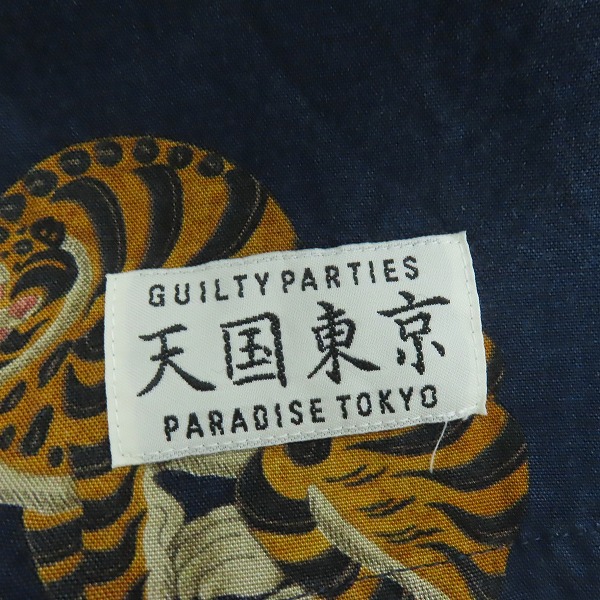 GUILTY PARTIES
天国東京
PARADISE TOKYO